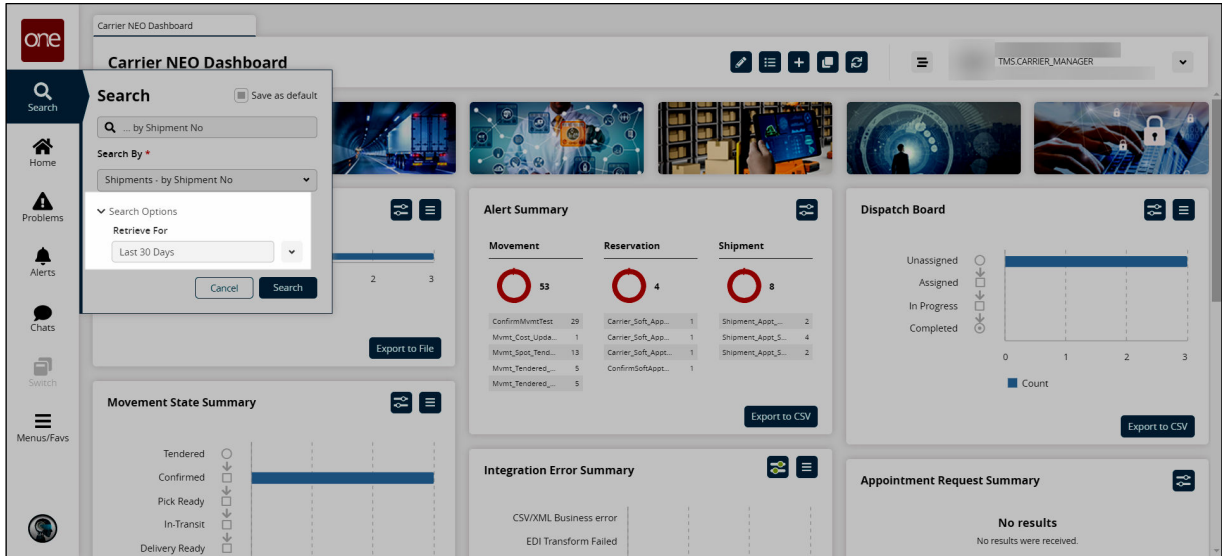 one
Search
Home
Problems
Alerts
Chats
Switch
Menus/Favs
Carrier NEO Dashboard
Carrier NEO Dashboard
TMS.CARRIER_MANAGER
Search
Save as default
... by Shipment No
Search By *
Shipments - by Shipment No
Search Options
Retrieve For
Last 30 Days
Cancel
Search
2 3
Export to File
Movement State Summary
Tendered
Confirmed
Pick Ready
In-Transit
Delivery Ready
Alert Summary
Movement Reservation Shipment
53 4 8
ConfirmMvmtTest 29 Carrier_Soft_App... 1 Shipment_Appt_... 2
Mvmt_Cost_Upda... 1 Carrier_Soft_App... 1 Shipment_Appt_S... 4
Mvmt_Spot_Tend... 13 Carrier_Soft_Appt... 1 Shipment_Appt_S... 2
Mvmt_Tendered_... 5 ConfirmSoftAppt... 1
Mvmt_Tendered_... 5
Export to CSV
Integration Error Summary
CSV/XML Business error
EDI Transform Failed
Dispatch Board
Unassigned
Assigned
In Progress
Completed
0 1 2 3
Count
Export to CSV
Appointment Request Summary
No results
No results were received.